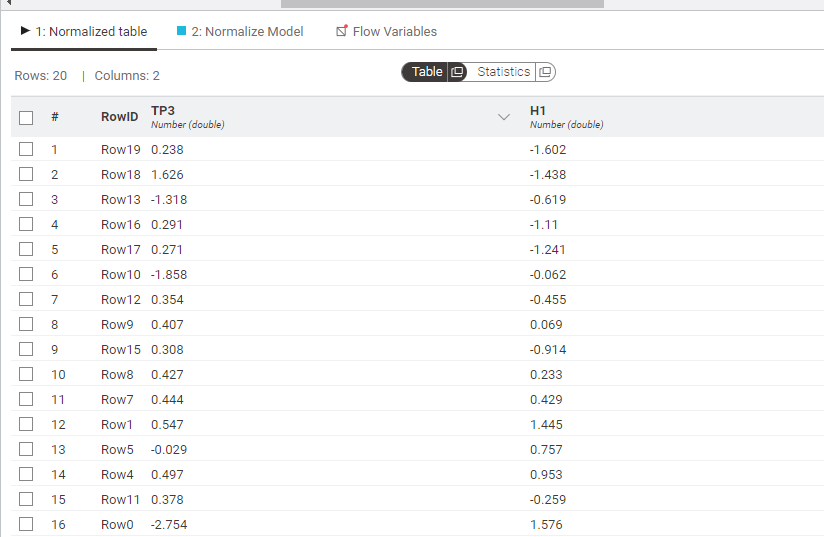 1: Normalized table 2: Normalize Model Flow Variables
Rows: 20 | Columns: 2 Table Statistics
# RowID TP3 H1
Number (double) Number (double)
1 Row19 0.238 -1.602
2 Row18 1.626 -1.438
3 Row13 -1.318 -0.619
4 Row16 0.291 -1.11
5 Row17 0.271 -1.241
6 Row10 -1.858 -0.062
7 Row12 0.354 -0.455
8 Row9 0.407 0.069
9 Row15 0.308 -0.914
10 Row8 0.427 0.233
11 Row7 0.444 0.429
12 Row1 0.547 1.445
13 Row5 -0.029 0.757
14 Row4 0.497 0.953
15 Row11 0.378 -0.259
16 Row0 -2.754 1.576